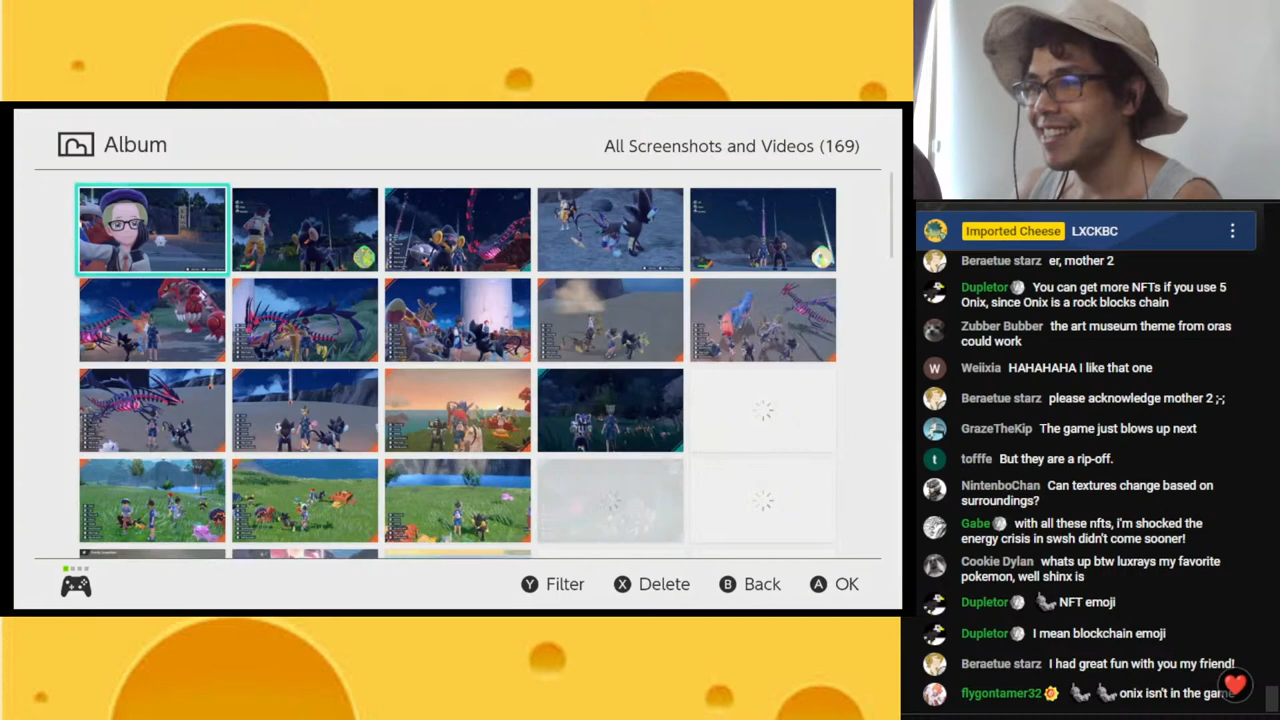 Album
All Screenshots and Videos (169)
Y Filter
X Delete
B Back
A OK
Imported Cheese LXCKBC
Beraetue starz er, mother 2
Dupletor You can get more NFTs if you use 5
Onix, since Onix is a rock blocks chain
Zubber Bubber the art museum theme from oras
could work
W Weiixia HAHAHAHA I like that one
Beraetue starz please acknowledge mother 2 ;-;
GrazeTheKip The game just blows up next
t tofffe But they are a rip-off.
NintenboChan Can textures change based on
surroundings?
Gabe with all these nfts, i'm shocked the
energy crisis in swsh didn't come sooner!
Cookie Dylan whats up btw luxrays my favorite
pokemon, well shinx is
Dupletor NFT emoji
Dupletor I mean blockchain emoji
Beraetue starz I had great fun with you my friend!
flygontamer32 onix isn't in the game